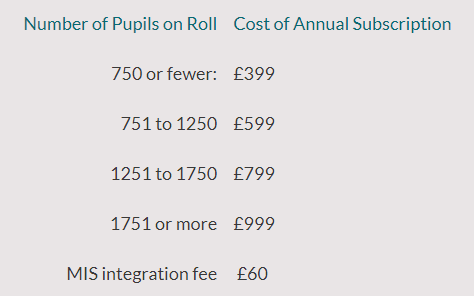 Number of Pupils on Roll Cost of Annual Subscription
750 or fewer: £399
751 to 1250 £599
1251 to 1750 £799
1751 or more £999
MIS integration fee £60